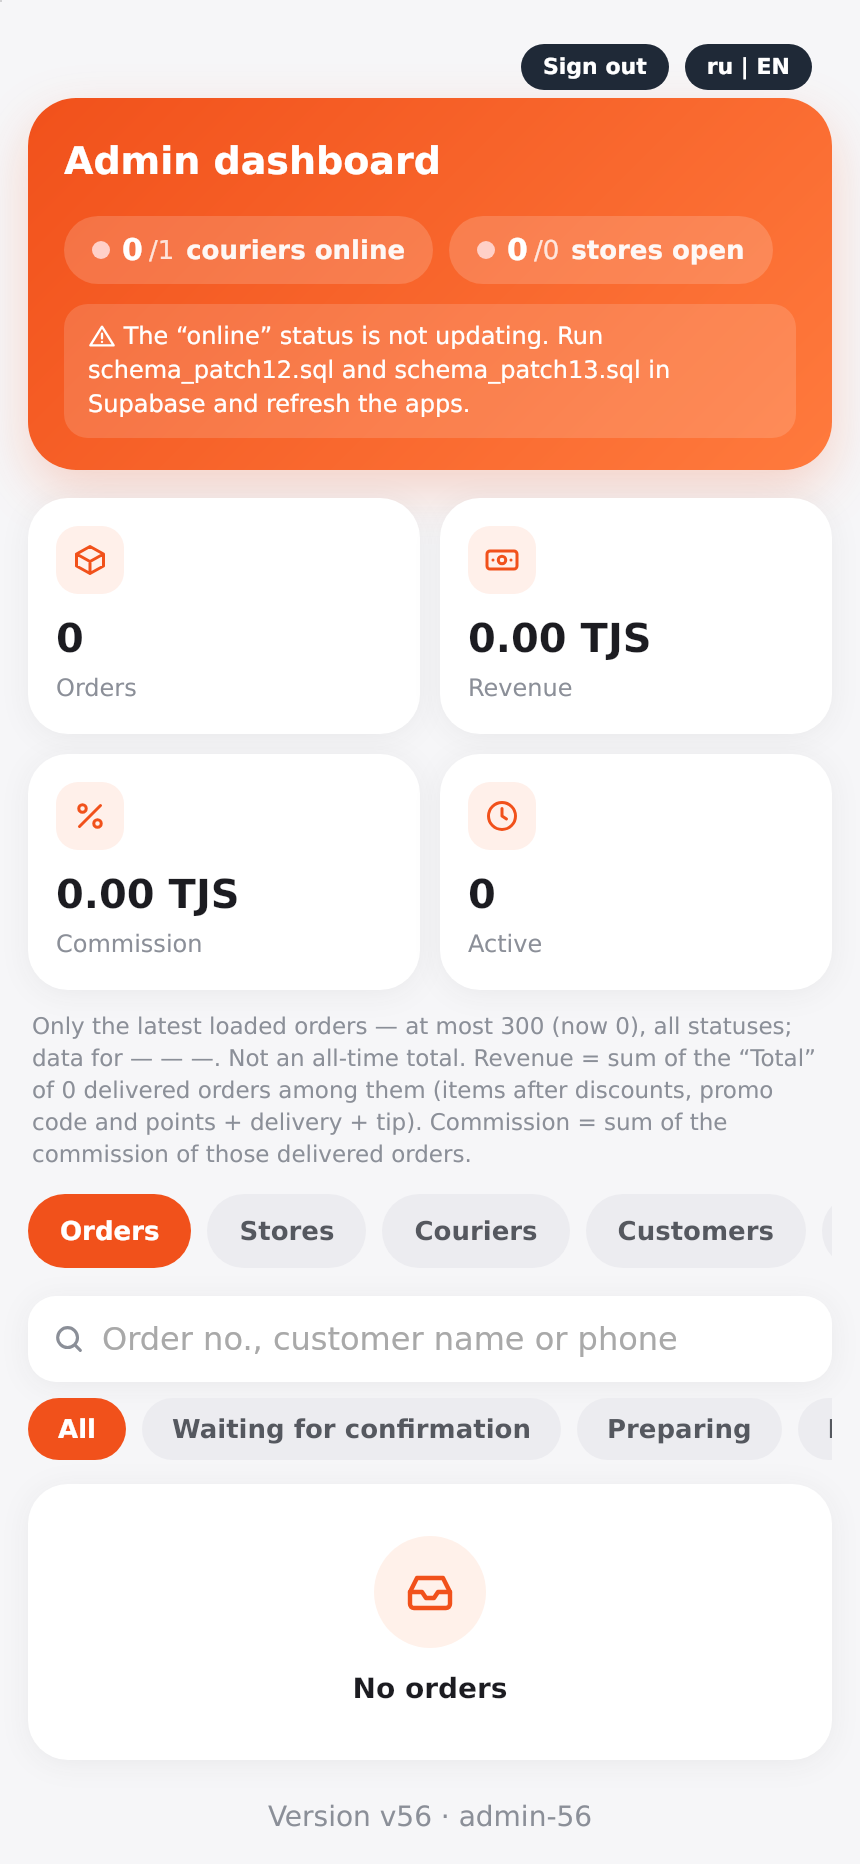 Sign out
ru | EN
Admin dashboard
0 /1 couriers online
0 /0 stores open
The “online” status is not updating. Run
schema_patch12.sql and schema_patch13.sql in
Supabase and refresh the apps.
0
Orders
0.00 TJS
Revenue
0.00 TJS
Commission
0
Active
Only the latest loaded orders — at most 300 (now 0), all statuses;
data for — — —. Not an all-time total. Revenue = sum of the “Total”
of 0 delivered orders among them (items after discounts, promo
code and points + delivery + tip). Commission = sum of the
commission of those delivered orders.
Orders
Stores
Couriers
Customers
Order no., customer name or phone
All
Waiting for confirmation
Preparing
No orders
Version v56 · admin-56